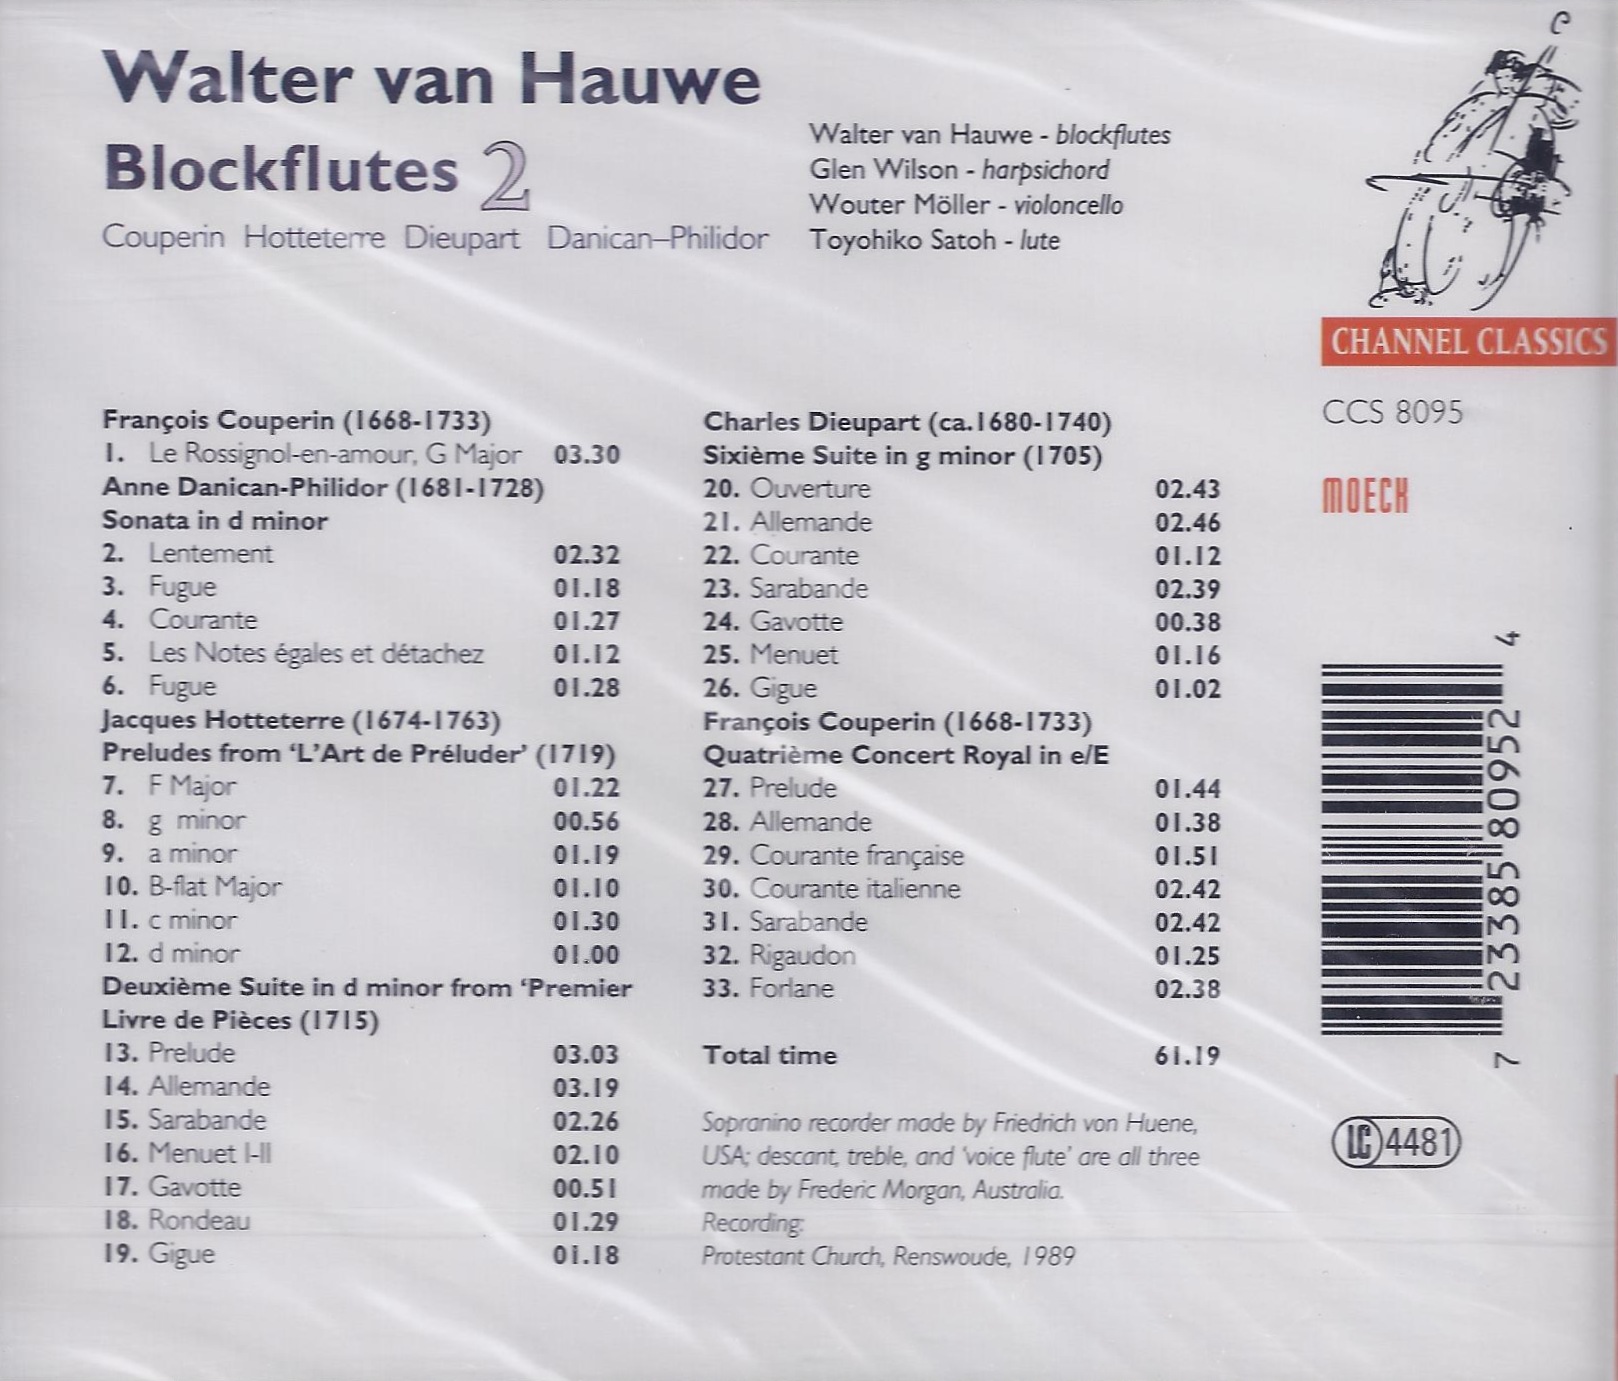 Walter van Hauwe
Blockflutes 2
Couperin Hotteterre Dieupart Danican–Philidor
Walter van Hauwe - blockflutes
Glen Wilson - harpsichord
Wouter Möller - violoncello
Toyohiko Satoh - lute
CHANNEL CLASSICS
CCS 8095
MOECK
François Couperin (1668-1733)
1. Le Rossignol-en-amour, G Major 03.30
Anne Danican-Philidor (1681-1728)
Sonata in d minor
2. Lentement 02.32
3. Fugue 01.18
4. Courante 01.27
5. Les Notes égales et détachez 01.12
6. Fugue 01.28
Jacques Hotteterre (1674-1763)
Preludes from ‘L’Art de Préluder’ (1719)
7. F Major 01.22
8. g minor 00.56
9. a minor 01.19
10. B-flat Major 01.10
11. c minor 01.30
12. d minor 01.00
Deuxième Suite in d minor from ‘Premier
Livre de Pièces (1715)
13. Prelude 03.03
14. Allemande 03.19
15. Sarabande 02.26
16. Menuet I-II 02.10
17. Gavotte 00.51
18. Rondeau 01.29
19. Gigue 01.18
Charles Dieupart (ca.1680-1740)
Sixième Suite in g minor (1705)
20. Ouverture 02.43
21. Allemande 02.46
22. Courante 01.12
23. Sarabande 02.39
24. Gavotte 00.38
25. Menuet 01.16
26. Gigue 01.02
François Couperin (1668-1733)
Quatrième Concert Royal in e/E
27. Prelude 01.44
28. Allemande 01.38
29. Courante française 01.51
30. Courante italienne 02.42
31. Sarabande 02.42
32. Rigaudon 01.25
33. Forlane 02.38
Total time 61.19
Sopranino recorder made by Friedrich von Huene,
USA; descant, treble, and ‘voice flute’ are all three
made by Frederic Morgan, Australia.
Recording:
Protestant Church, Renswoude, 1989
7 23385 80952 4
LC 4481